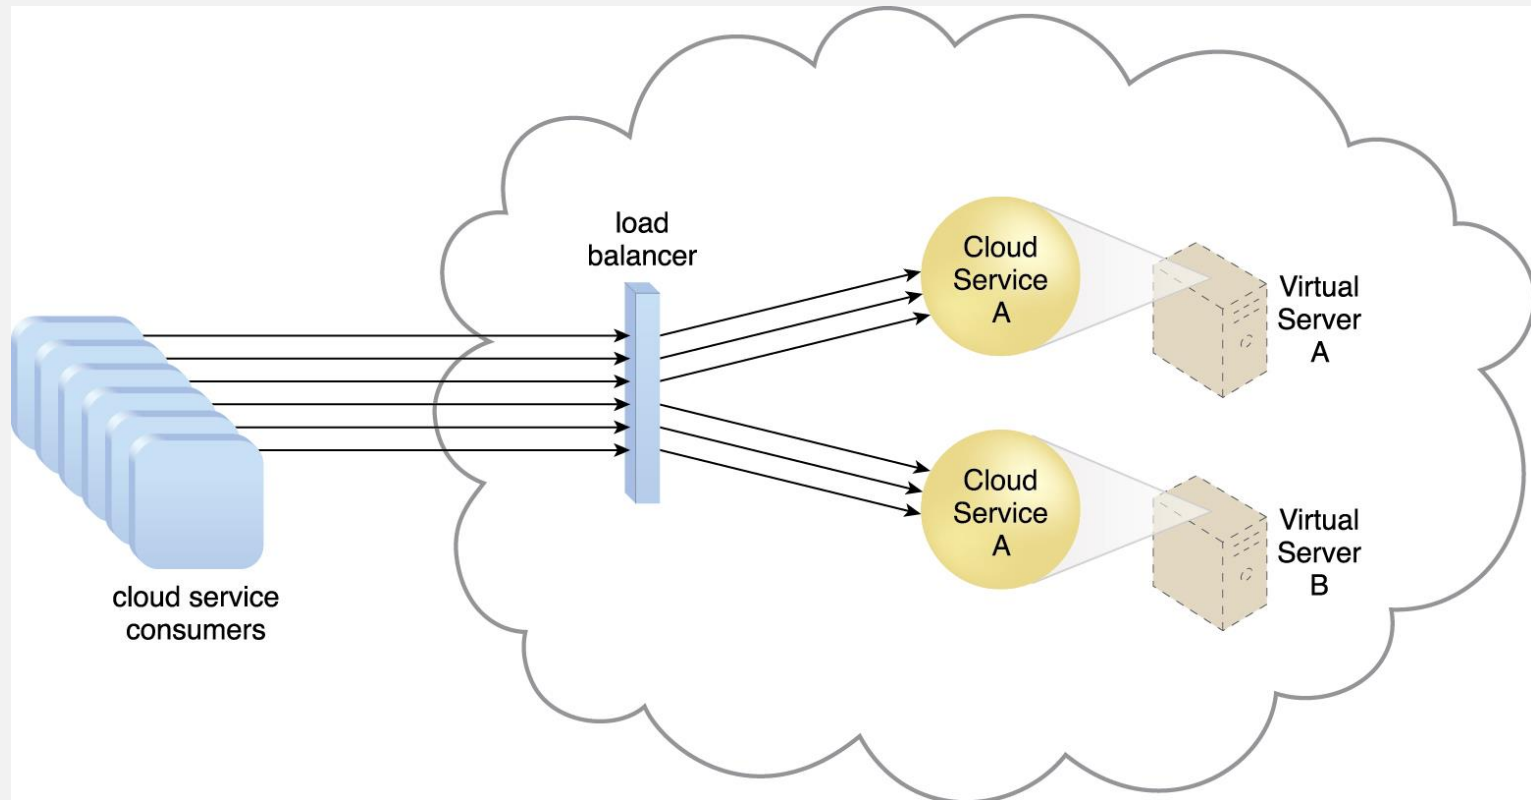 load
balancer
Cloud
Service
A
Virtual
Server
A
Cloud
Service
A
Virtual
Server
B
cloud service
consumers